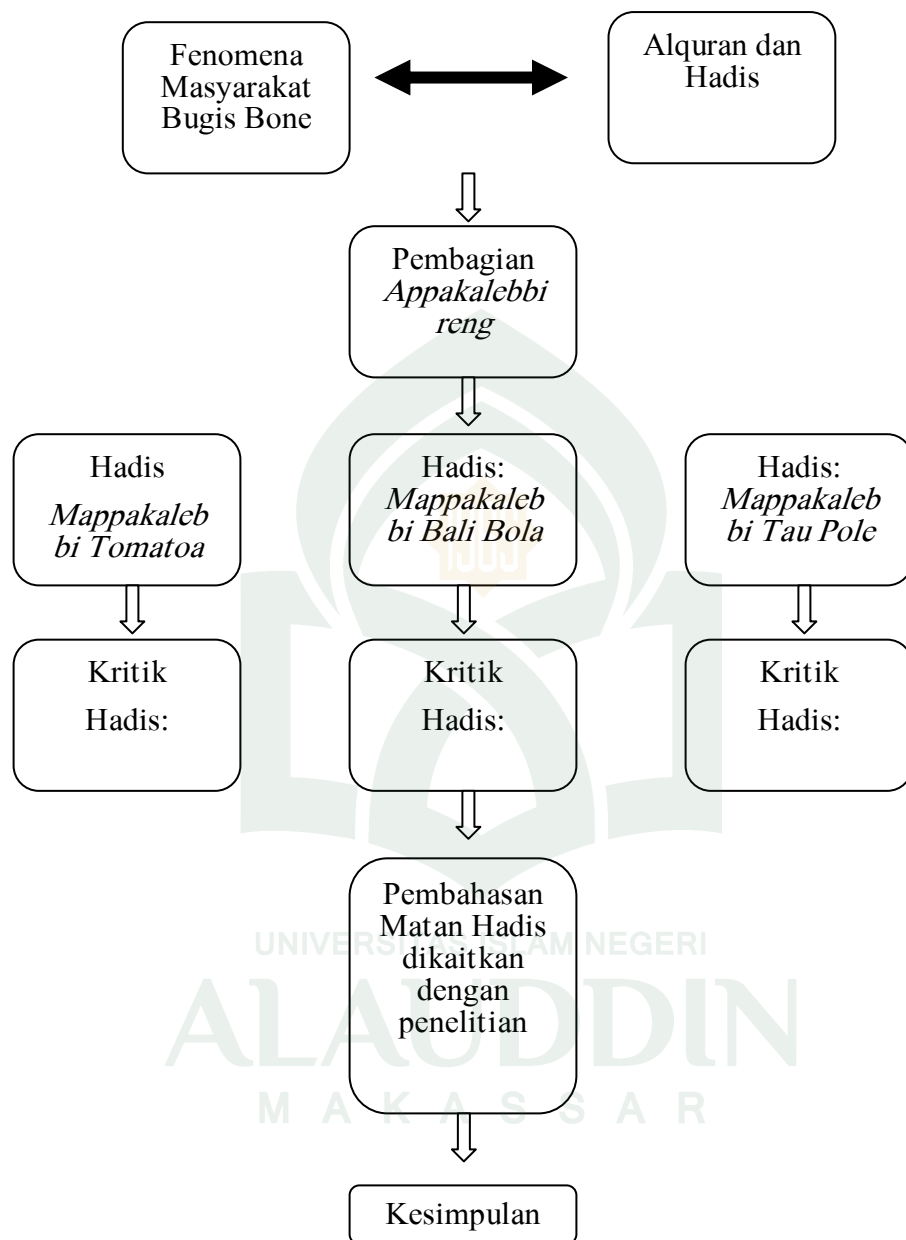 Fenomena
Masyarakat
Bugis Bone
Alquran dan
Hadis
Pembagian
Appakalebbi
reng
Hadis
Mappakaleb
bi Tomatoa
Hadis:
Mappakaleb
bi Bali Bola
Hadis:
Mappakaleb
bi Tau Pole
Kritik
Hadis:
Kritik
Hadis:
Kritik
Hadis:
Pembahasan
Matan Hadis
dikaitkan
dengan
penelitian
Kesimpulan
1965
UNIVERSITAS ISLAM NEGERI
ALAUDDIN
MAKASSAR